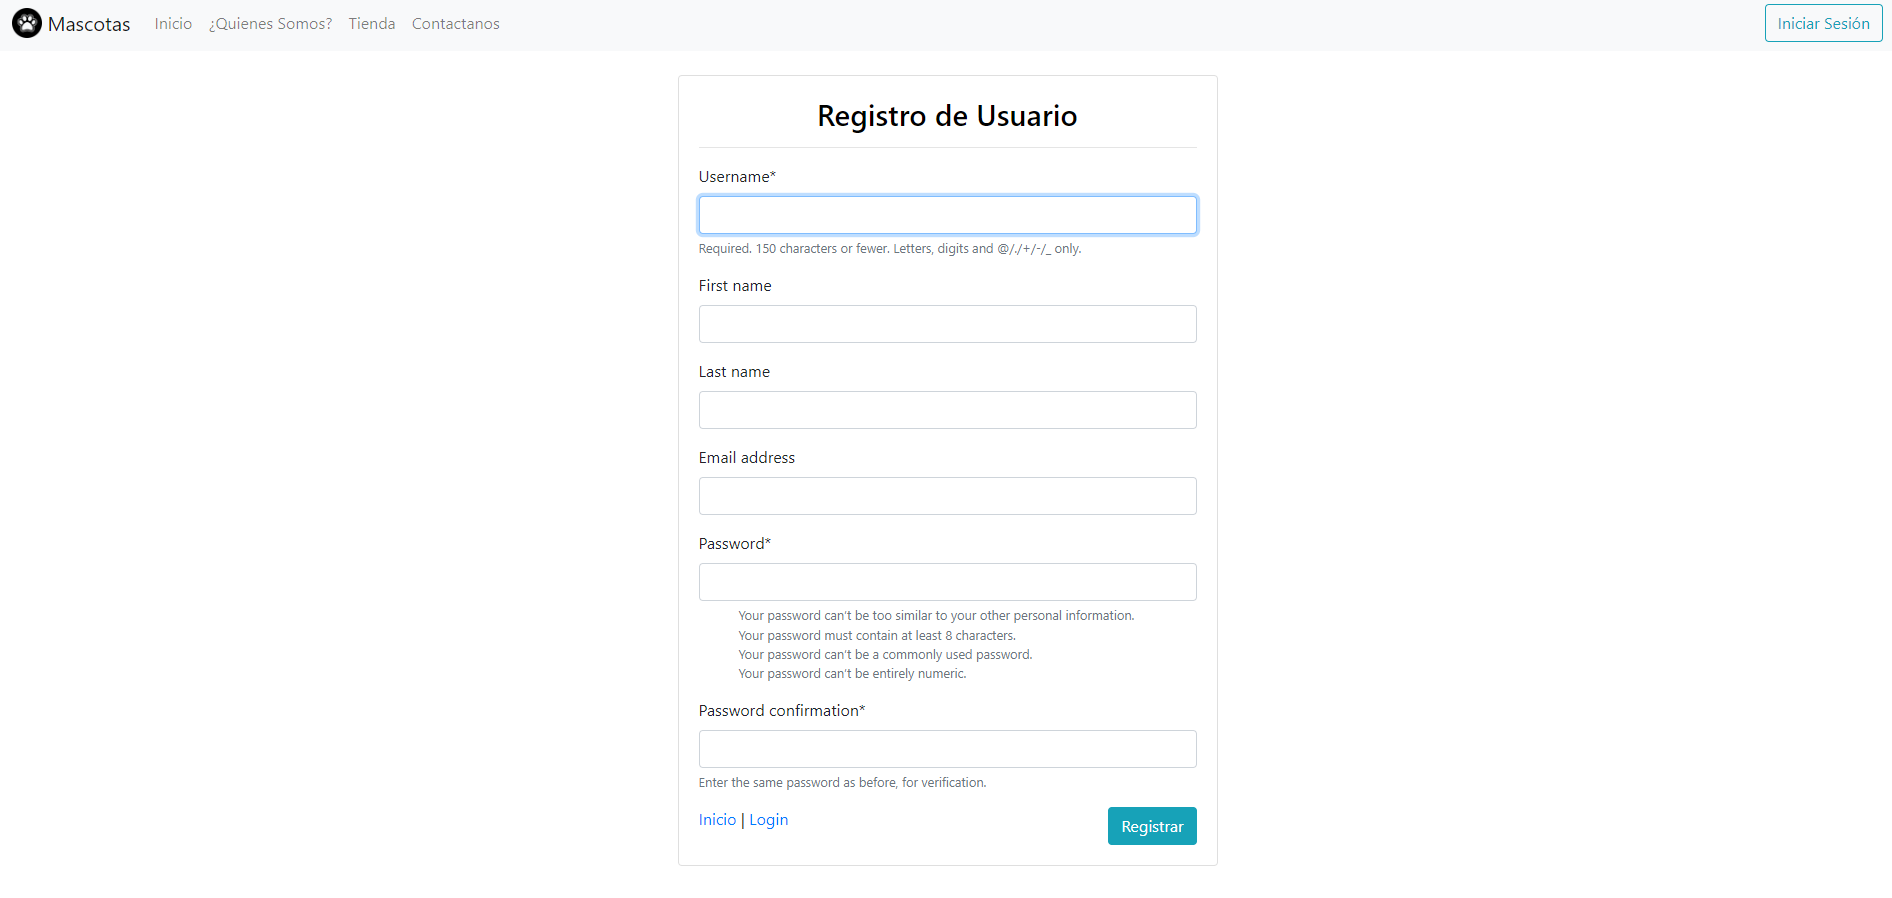 Mascotas Inicio ¿Quienes Somos? Tienda Contactanos Iniciar Sesión
Registro de Usuario
Username*
Required. 150 characters or fewer. Letters, digits and @/./+/-/_ only.
First name
Last name
Email address
Password*
Your password can't be too similar to your other personal information.
Your password must contain at least 8 characters.
Your password can't be a commonly used password.
Your password can't be entirely numeric.
Password confirmation*
Enter the same password as before, for verification.
Inicio | Login Registrar